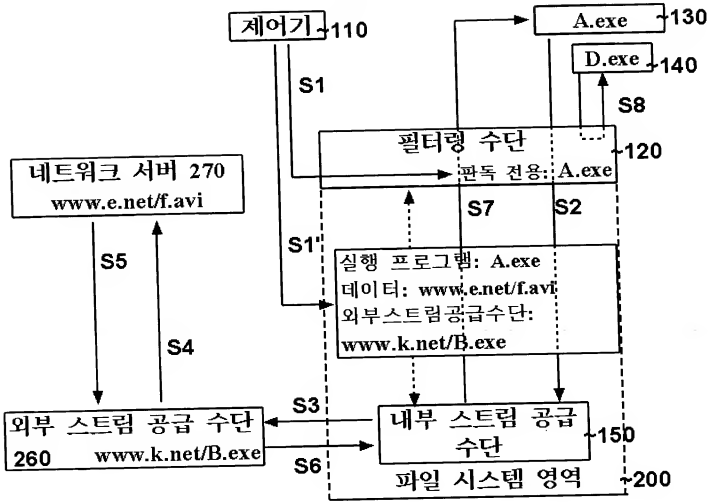 제어기 110
A.exe 130
D.exe 140
S1
S8
필터링 수단
판독 전용: A.exe
120
네트워크 서버 270
www.e.net/f.avi
S7
S2
S5
S1'
S4
실행 프로그램: A.exe
데이터: www.e.net/f.avi
외부스트림공급수단:
www.k.net/B.exe
S3
외부 스트림 공급 수단
260 www.k.net/B.exe
S6
내부 스트림 공급
수단
150
파일 시스템 영역
200